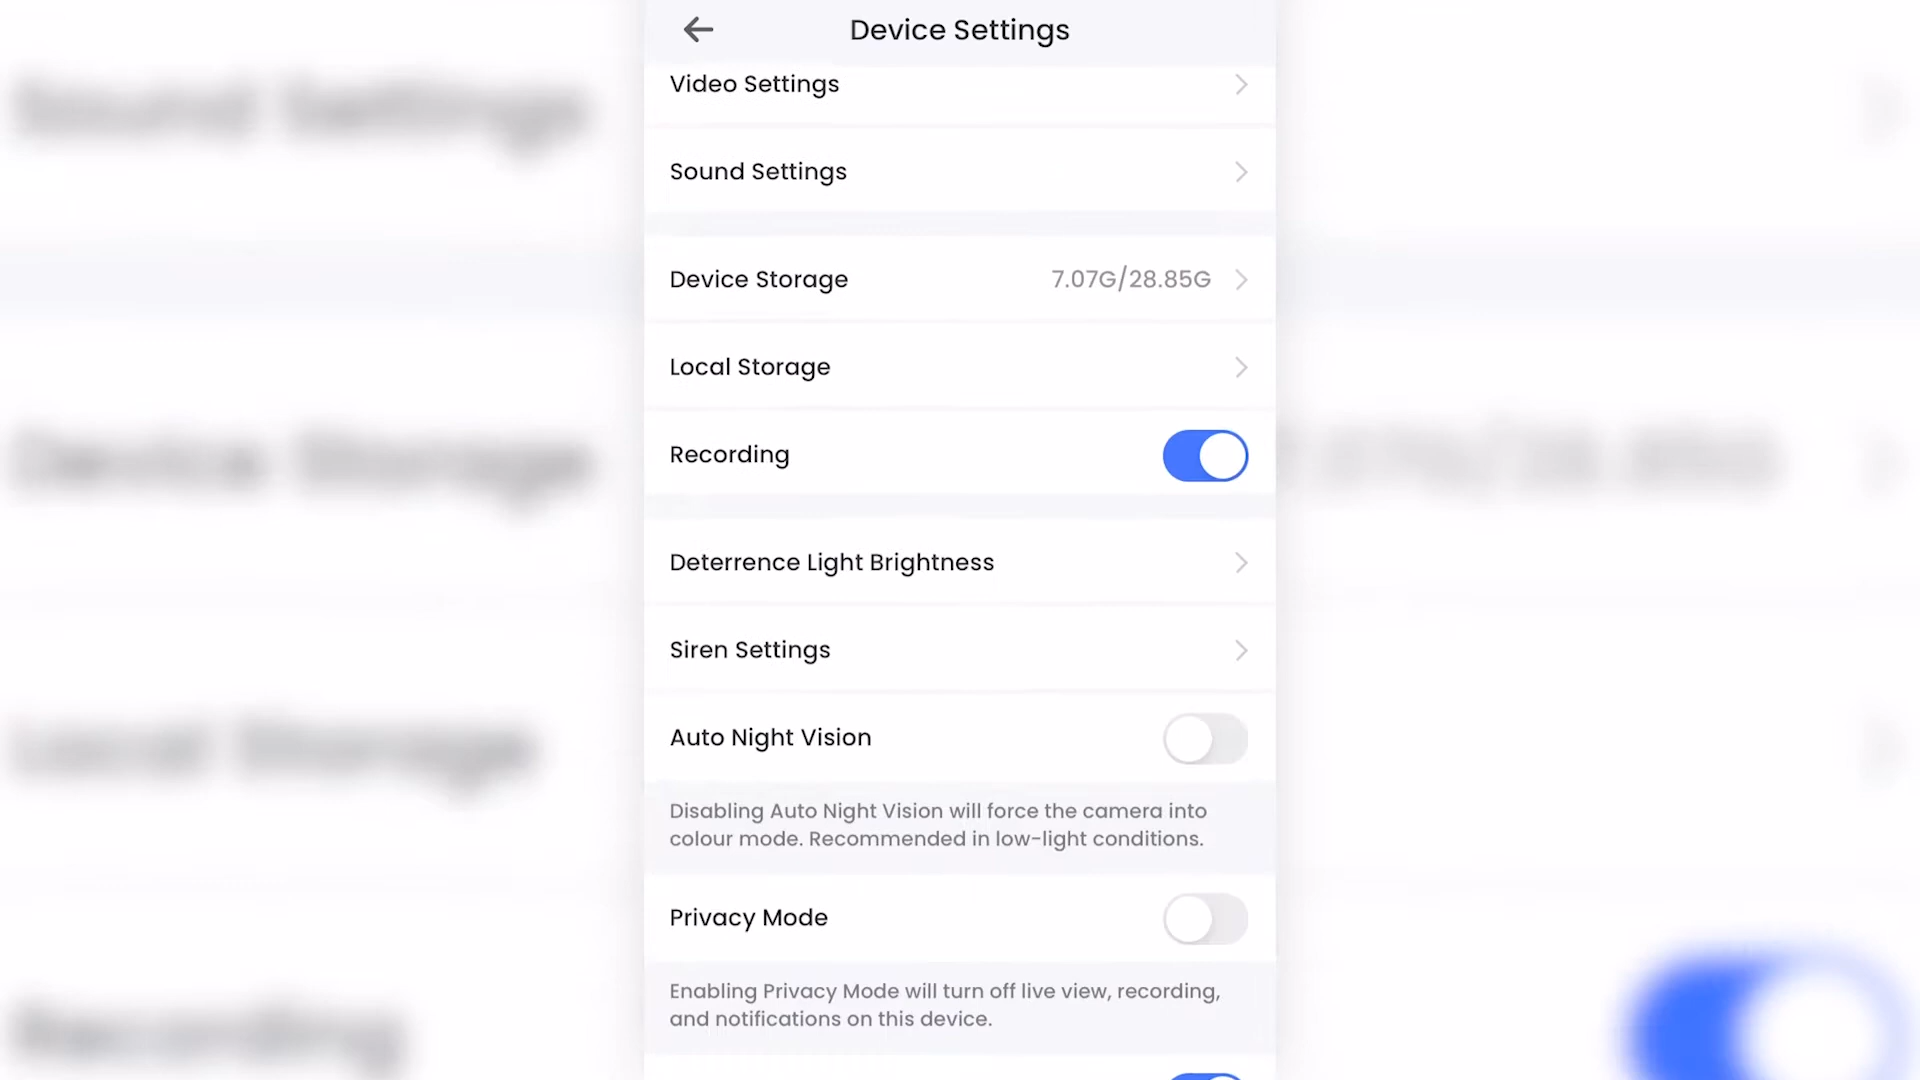 Device Settings
Video Settings
Sound Settings
Device Storage 7.07G/28.85G
Local Storage
Recording
Deterrence Light Brightness
Siren Settings
Auto Night Vision
Disabling Auto Night Vision will force the camera into
colour mode. Recommended in low-light conditions.
Privacy Mode
Enabling Privacy Mode will turn off live view, recording,
and notifications on this device.